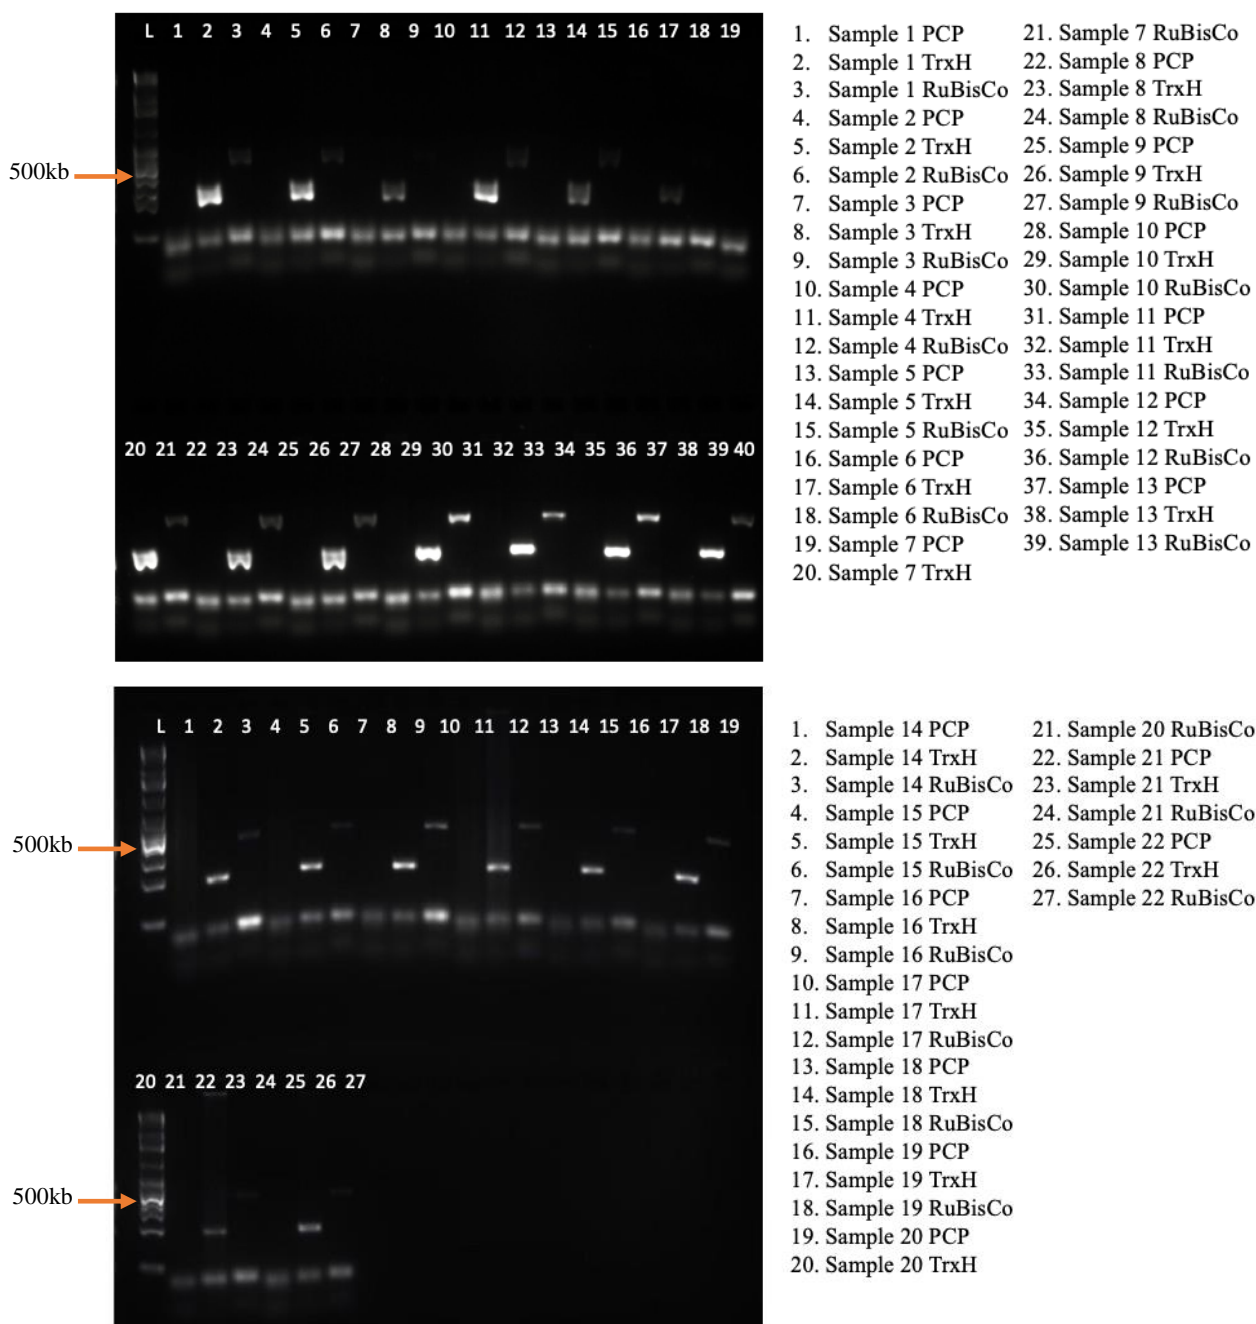 L 1 2 3 4 5 6 7 8 9 10 11 12 13 14 15 16 17 18 19
500kb
20 21 22 23 24 25 26 27 28 29 30 31 32 33 34 35 36 37 38 39 40
1. Sample 1 PCP
2. Sample 1 TrxH
3. Sample 1 RuBisCo
4. Sample 2 PCP
5. Sample 2 TrxH
6. Sample 2 RuBisCo
7. Sample 3 PCP
8. Sample 3 TrxH
9. Sample 3 RuBisCo
10. Sample 4 PCP
11. Sample 4 TrxH
12. Sample 4 RuBisCo
13. Sample 5 PCP
14. Sample 5 TrxH
15. Sample 5 RuBisCo
16. Sample 6 PCP
17. Sample 6 TrxH
18. Sample 6 RuBisCo
19. Sample 7 PCP
20. Sample 7 TrxH
21. Sample 7 RuBisCo
22. Sample 8 PCP
23. Sample 8 TrxH
24. Sample 8 RuBisCo
25. Sample 9 PCP
26. Sample 9 TrxH
27. Sample 9 RuBisCo
28. Sample 10 PCP
29. Sample 10 TrxH
30. Sample 10 RuBisCo
31. Sample 11 PCP
32. Sample 11 TrxH
33. Sample 11 RuBisCo
34. Sample 12 PCP
35. Sample 12 TrxH
36. Sample 12 RuBisCo
37. Sample 13 PCP
38. Sample 13 TrxH
39. Sample 13 RuBisCo
L 1 2 3 4 5 6 7 8 9 10 11 12 13 14 15 16 17 18 19
500kb
20 21 22 23 24 25 26 27
500kb
1. Sample 14 PCP
2. Sample 14 TrxH
3. Sample 14 RuBisCo
4. Sample 15 PCP
5. Sample 15 TrxH
6. Sample 15 RuBisCo
7. Sample 16 PCP
8. Sample 16 TrxH
9. Sample 16 RuBisCo
10. Sample 17 PCP
11. Sample 17 TrxH
12. Sample 17 RuBisCo
13. Sample 18 PCP
14. Sample 18 TrxH
15. Sample 18 RuBisCo
16. Sample 19 PCP
17. Sample 19 TrxH
18. Sample 19 RuBisCo
19. Sample 20 PCP
20. Sample 20 TrxH
21. Sample 20 RuBisCo
22. Sample 21 PCP
23. Sample 21 TrxH
24. Sample 21 RuBisCo
25. Sample 22 PCP
26. Sample 22 TrxH
27. Sample 22 RuBisCo